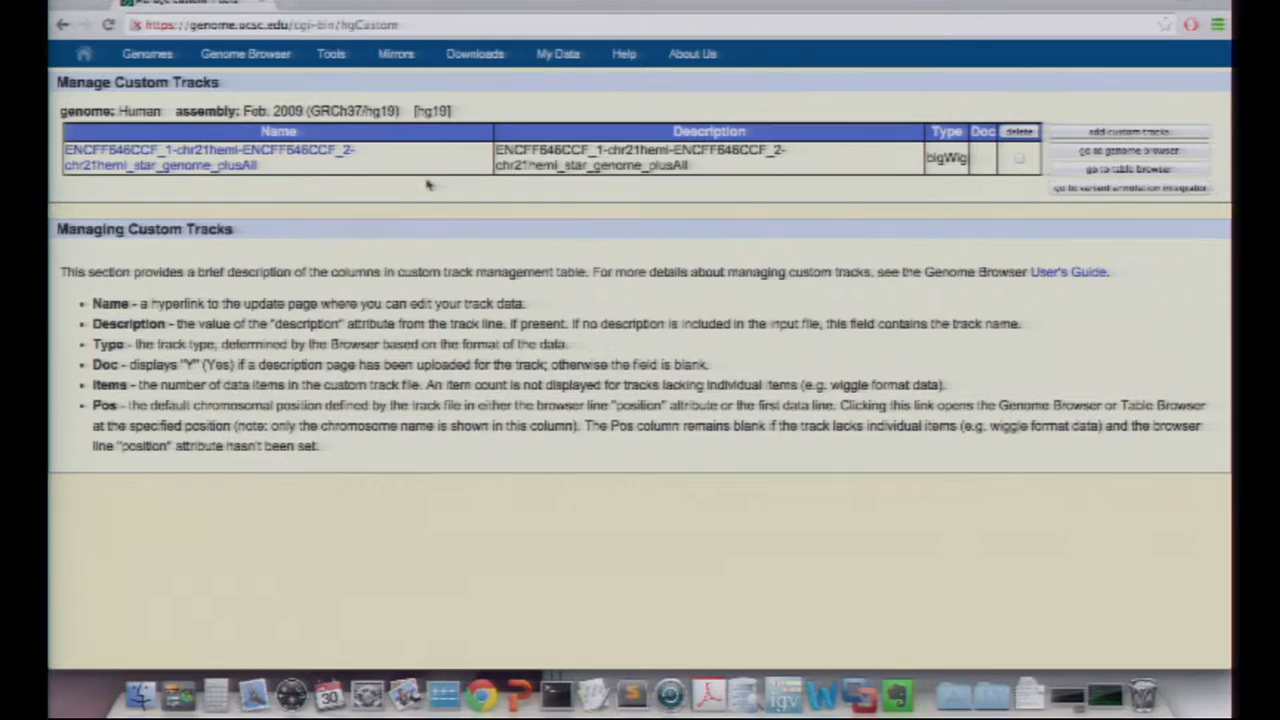 https://genome.ucsc.edu/cgi-bin/hgCustom
Genomes Genome Browser Tools Mirrors Downloads My Data Help About Us
Manage Custom Tracks
genome: Human assembly: Feb. 2009 (GRCh37/hg19) [hg19]
Name Description Type Doc delete
ENCFF646CCF_1-chr21hemi-ENCFF646CCF_2-
chr21hemi_star_genome_plusAll
ENCFF646CCF_1-chr21hemi-ENCFF646CCF_2-
chr21hemi_star_genome_plusAll
bigWig
add custom tracks
go to genome browser
go to table browser
go to variant annotation integrator
Managing Custom Tracks
This section provides a brief description of the columns in custom track management table. For more details about managing custom tracks, see the Genome Browser User's Guide.
• Name - a hyperlink to the update page where you can edit your track data.
• Description - the value of the "description" attribute from the track line, if present. If no description is included in the input file, this field contains the track name.
• Type - the track type, determined by the Browser based on the format of the data.
• Doc - displays "Y" (Yes) if a description page has been uploaded for the track; otherwise the field is blank.
• Items - the number of data items in the custom track file. An item count is not displayed for tracks lacking individual items (e.g. wiggle format data).
• Pos - the default chromosomal position defined by the track file in either the browser line "position" attribute or the first data line. Clicking this link opens the Genome Browser or Table Browser
at the specified position (note: only the chromosome name is shown in this column). The Pos column remains blank if the track lacks individual items (e.g. wiggle format data) and the browser
line "position" attribute hasn't been set.
30
igv